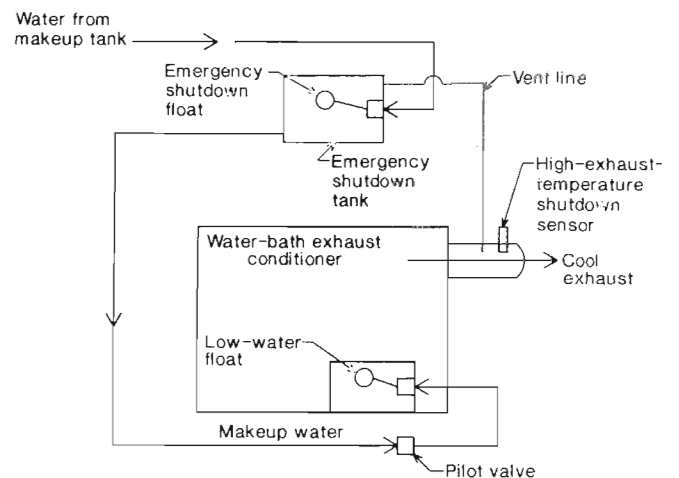 Water from
makeup tank
Emergency
shutdown
float
Vent line
Emergency
shutdown
tank
High-exhaust-
temperature
shutdown
sensor
Water-bath exhaust
conditioner
Cool
exhaust
Low-water
float
Makeup water
Pilot valve